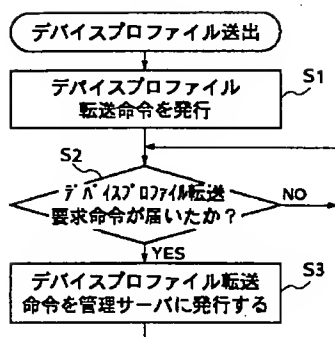 デバイスプロファイル送出
デバイスプロファイル
転送命令を発行
S1
S2
デバイスプロファイル転送
要求命令が届いたか？
NO
YES
デバイスプロファイル転送
命令を管理サーバに発行する
S3